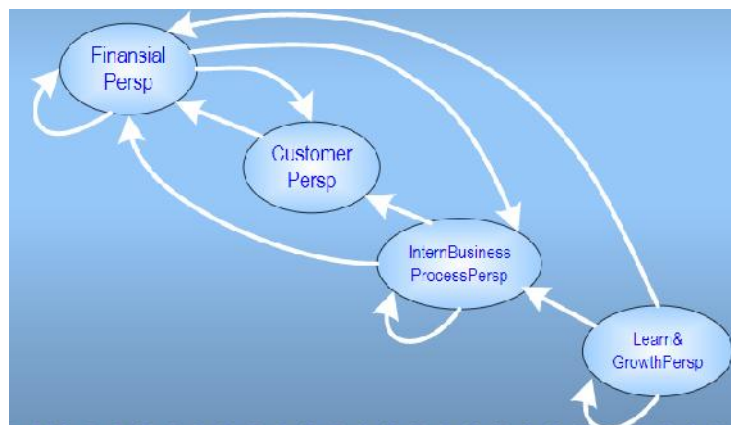 Finansial
Persp
Customer
Persp
InternBusiness
ProcessPersp
Learn&
GrowthPersp